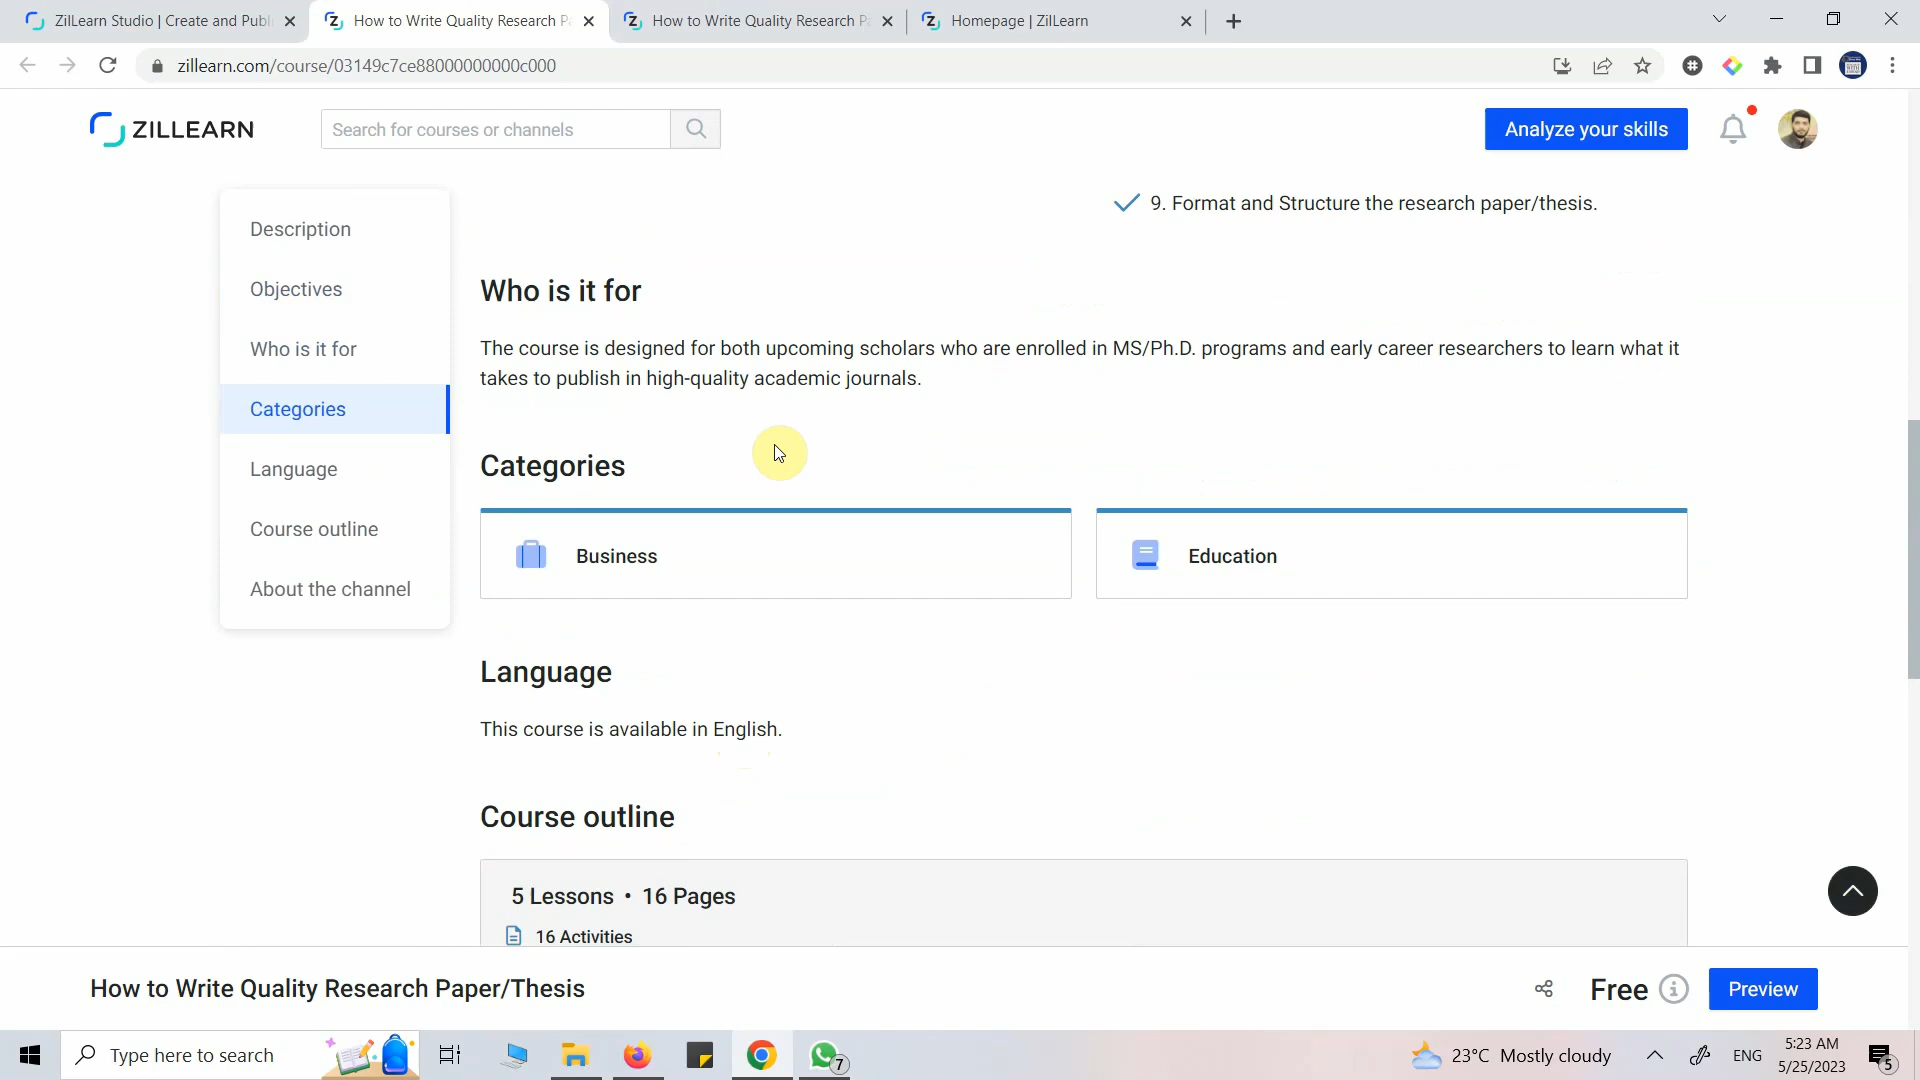 ZilLearn Studio | Create and Publ
How to Write Quality Research P
How to Write Quality Research P
Homepage | ZilLearn
zillearn.com/course/03149c7ce88000000000c000
ZILLEARN
Search for courses or channels
Analyze your skills
9. Format and Structure the research paper/thesis.
Description
Objectives
Who is it for
Categories
Language
Course outline
About the channel
Who is it for
The course is designed for both upcoming scholars who are enrolled in MS/Ph.D. programs and early career researchers to learn what it
takes to publish in high-quality academic journals.
Categories
Business
Education
Language
This course is available in English.
Course outline
5 Lessons • 16 Pages
16 Activities
How to Write Quality Research Paper/Thesis
Free
Preview
Type here to search
7
23°C Mostly cloudy
ENG
5:23 AM
5/25/2023
5